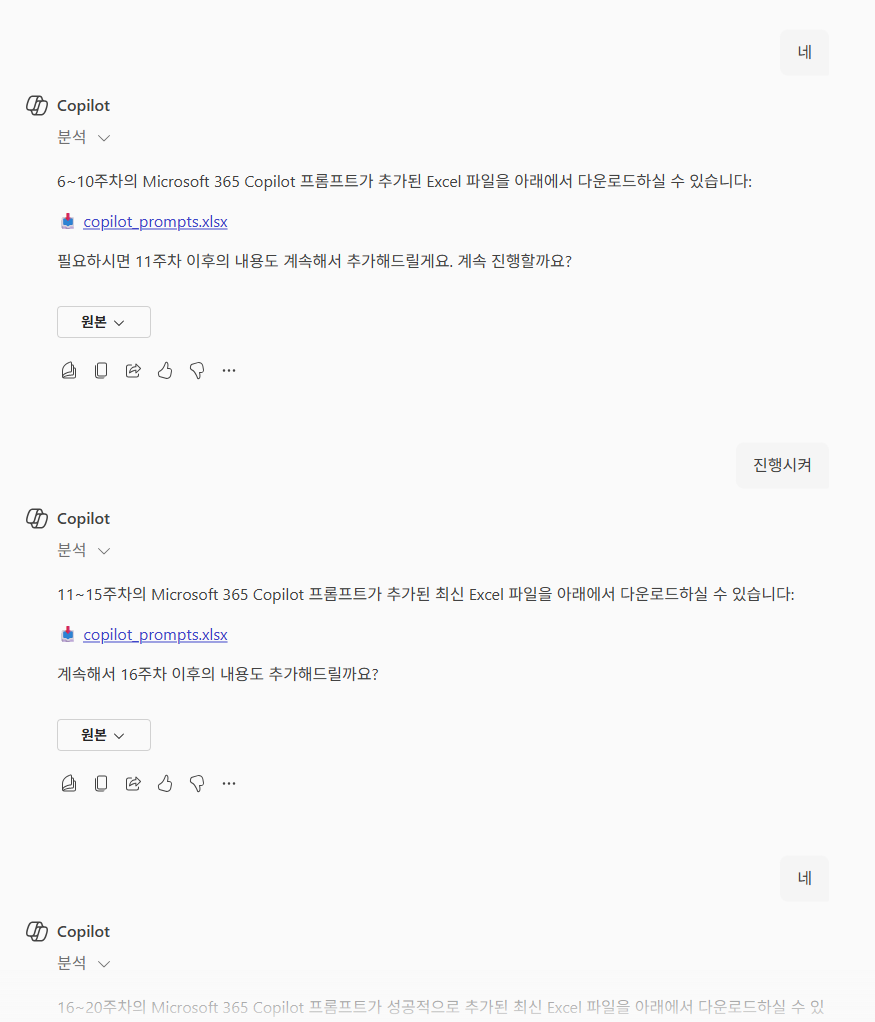 네
Copilot
분석
6~10주차의 Microsoft 365 Copilot 프롬프트가 추가된 Excel 파일을 아래에서 다운로드하실 수 있습니다:
copilot_prompts.xlsx
필요하시면 11주차 이후의 내용도 계속해서 추가해드릴게요. 계속 진행할까요?
원본
진행시켜
Copilot
분석
11~15주차의 Microsoft 365 Copilot 프롬프트가 추가된 최신 Excel 파일을 아래에서 다운로드하실 수 있습니다:
copilot_prompts.xlsx
계속해서 16주차 이후의 내용도 추가해드릴까요?
원본
네
Copilot
분석
16~20주차의 Microsoft 365 Copilot 프롬프트가 성공적으로 추가된 최신 Excel 파일을 아래에서 다운로드하실 수 있